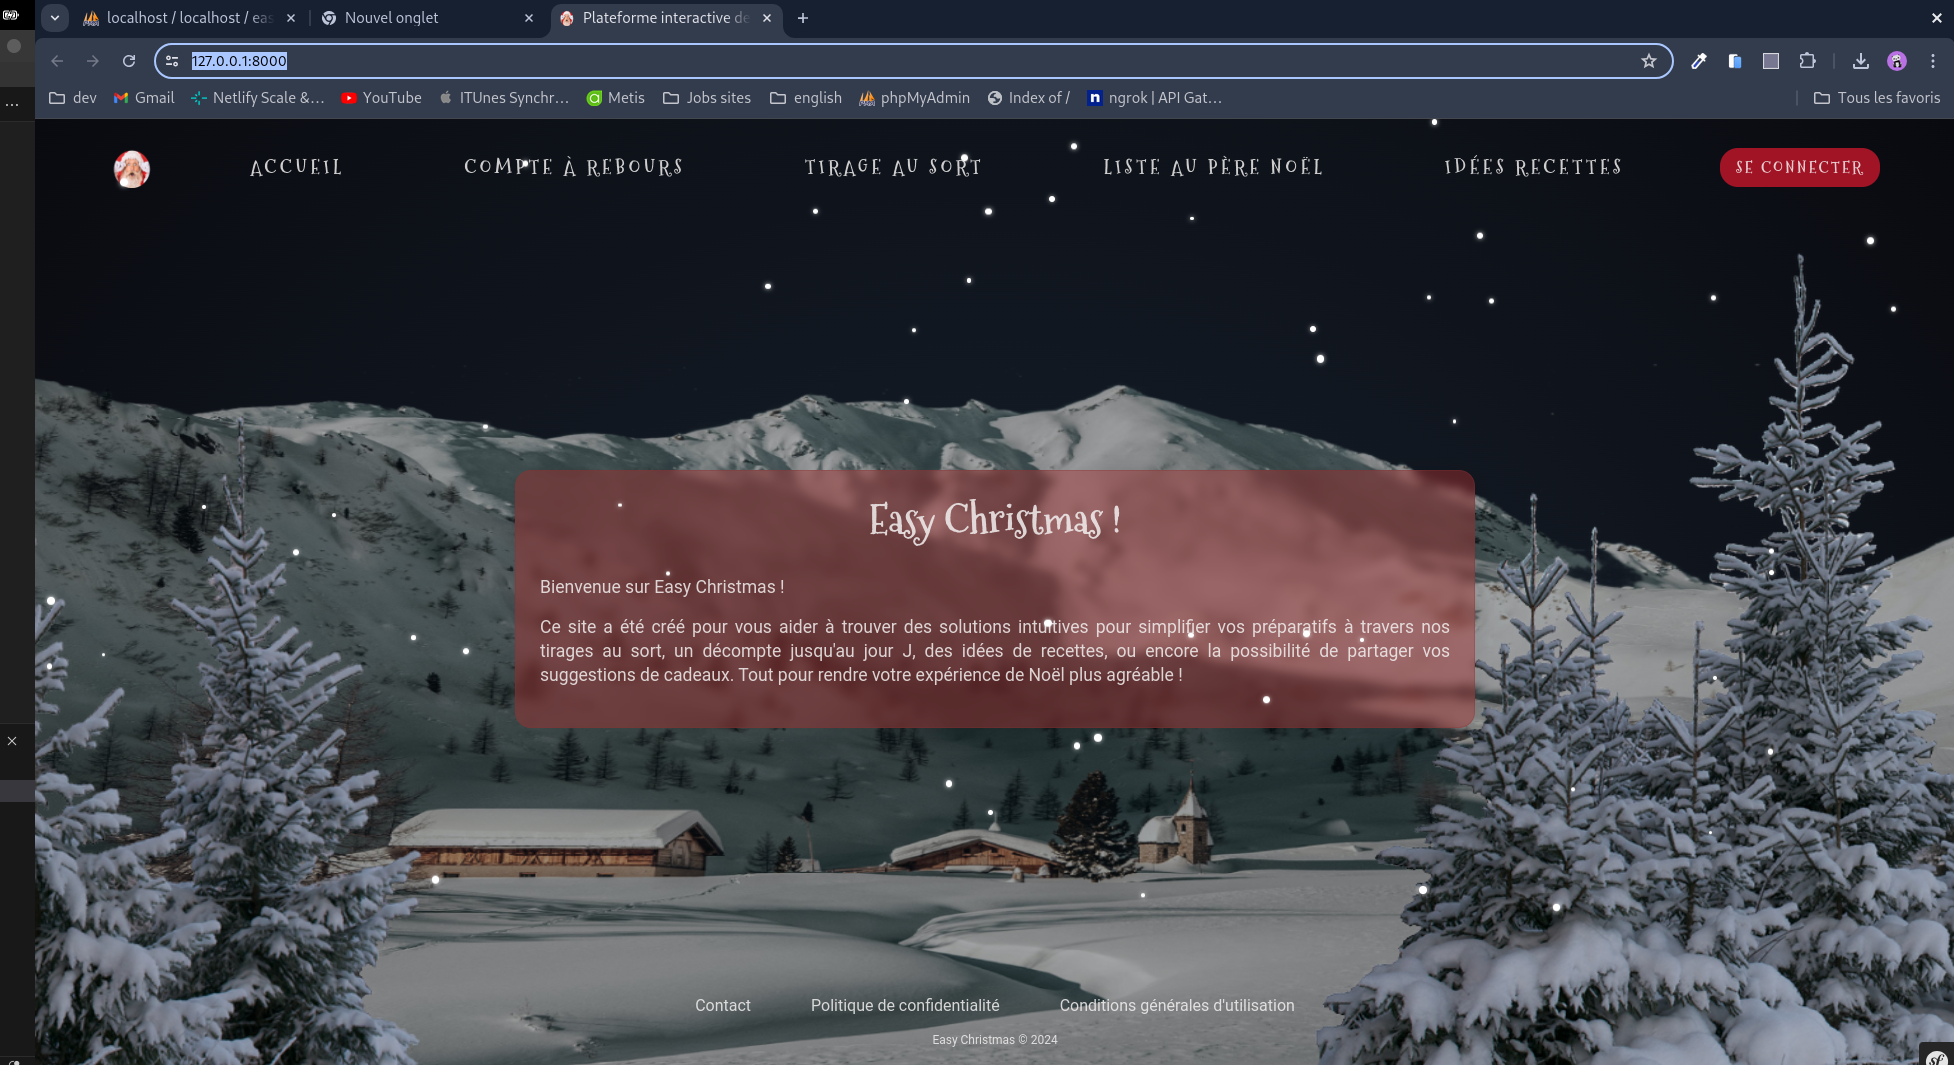 localhost / localhost / eas
Nouvel onglet
Plateforme interactive de
127.0.0.1:8000
dev
Gmail
Netlify Scale &...
YouTube
ITUnes Synchr...
Metis
Jobs sites
english
phpMyAdmin
Index of /
ngrok | API Gat...
Tous les favoris
ACCUEIL
COMPTE À REBOURS
TIRAGE AU SORT
LISTE AU PÈRE NOËL
IDÉES RECETTES
SE CONNECTER
Easy Christmas !
Bienvenue sur Easy Christmas !
Ce site a été créé pour vous aider à trouver des solutions intuitives pour simplifier vos préparatifs à travers nos
tirages au sort, un décompte jusqu'au jour J, des idées de recettes, ou encore la possibilité de partager vos
suggestions de cadeaux. Tout pour rendre votre expérience de Noël plus agréable !
Contact
Politique de confidentialité
Conditions générales d'utilisation
Easy Christmas © 2024
sf